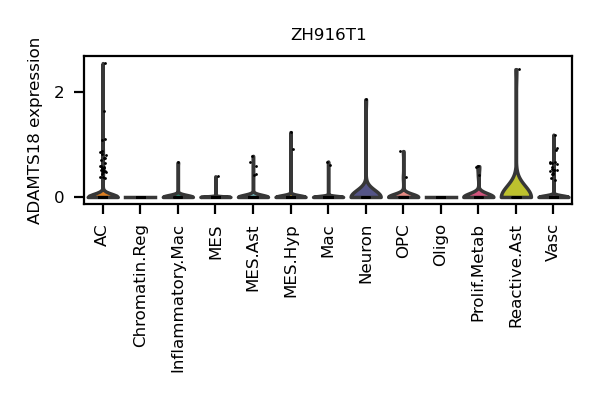 ZH916T1
ADAMTS18 expression
2
0
AC
Chromatin.Reg
Inflammatory.Mac
MES
MES.Ast
MES.Hyp
Mac
Neuron
OPC
Oligo
Prolif.Metab
Reactive.Ast
Vasc